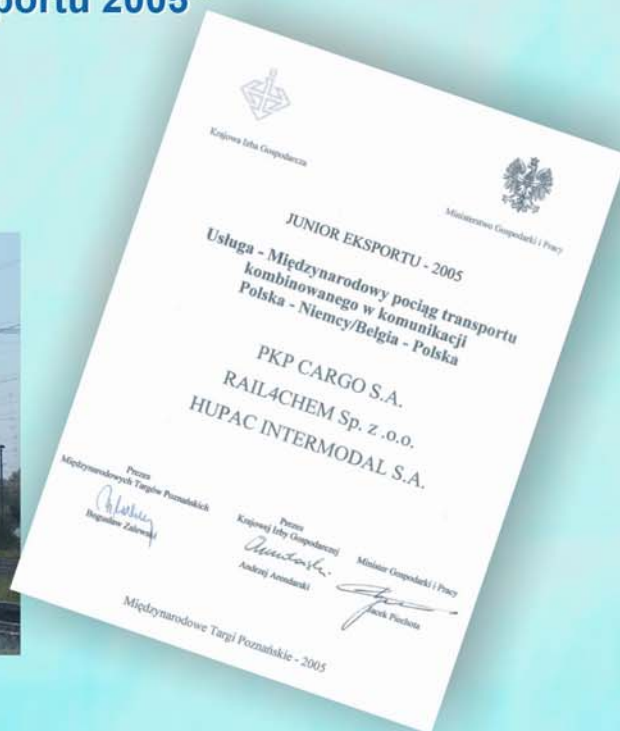 portu 2005
Krajowa Izba Gospodarcza
Ministerstwo Gospodarki i Pracy
JUNIOR EKSPORTU - 2005
Usługa - Międzynarodowy pociąg transportu
kombinowanego w komunikacji
Polska - Niemcy/Belgia - Polska
PKP CARGO S.A.
RAIL4CHEM Sp. z .o.o.
HUPAC INTERMODAL S.A.
Prezes
Międzynarodowych Targów Poznańskich
Bogusław Zalewski
Prezes
Krajowej Izby Gospodarczej
Andrzej Arendarski
Minister Gospodarki i Pracy
Jacek Piechota
Międzynarodowe Targi Poznańskie - 2005